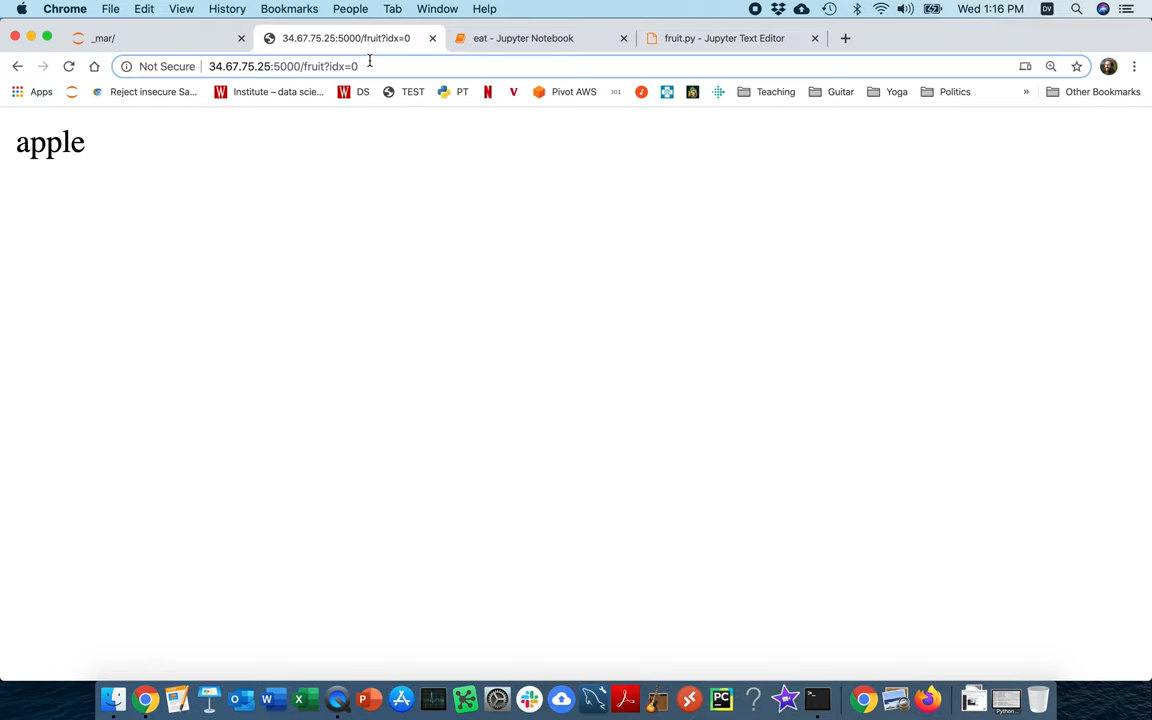 Chrome File Edit View History Bookmarks People Tab Window Help Wed 1:16 PM DV
_mar/ 34.67.75.25:5000/fruit?idx=0 eat - Jupyter Notebook fruit.py - Jupyter Text Editor
Not Secure 34.67.75.25:5000/fruit?idx=0
Apps Reject insecure Sa... Institute – data scie... DS TEST PT N V Pivot AWS 301 Teaching Guitar Yoga Politics » Other Bookmarks
apple